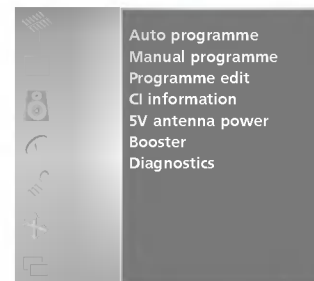 Auto programme
Manual programme
Programme edit
CI information
5V antenna power
Booster
Diagnostics